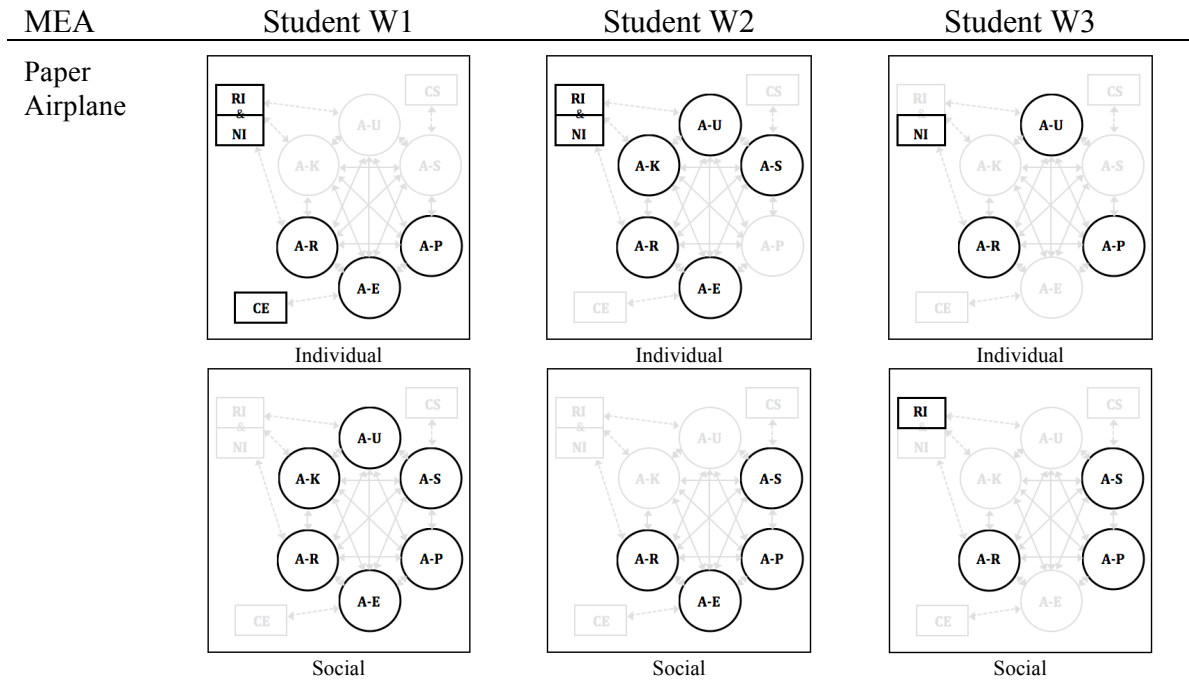 MEA Student W1 Student W2 Student W3
Paper
Airplane
RI
&
NI
CS
A-U
A-K
A-S
A-R
A-P
A-E
CE
Individual
RI
&
NI
CS
A-U
A-K
A-S
A-R
A-P
A-E
CE
Individual
RI
&
NI
CS
A-U
A-K
A-S
A-R
A-P
A-E
CE
Individual
RI
&
NI
CS
A-U
A-K
A-S
A-R
A-P
A-E
CE
Social
RI
&
NI
CS
A-U
A-K
A-S
A-R
A-P
A-E
CE
Social
RI
&
NI
CS
A-U
A-K
A-S
A-R
A-P
A-E
CE
Social